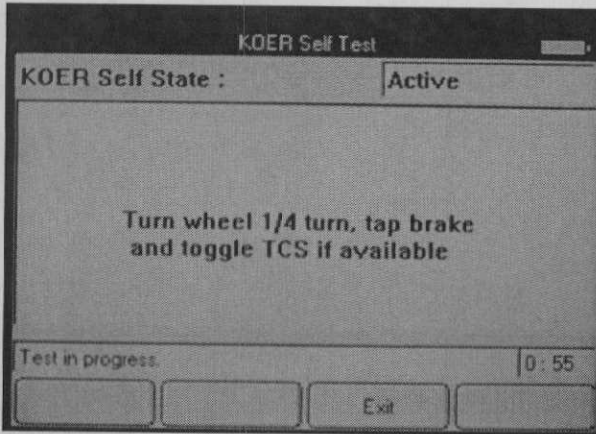 KOER Self Test
KOER Self State :
Active
Turn wheel 1/4 turn, tap brake
and toggle TCS if available
Test in progress.
0 : 55
Exit